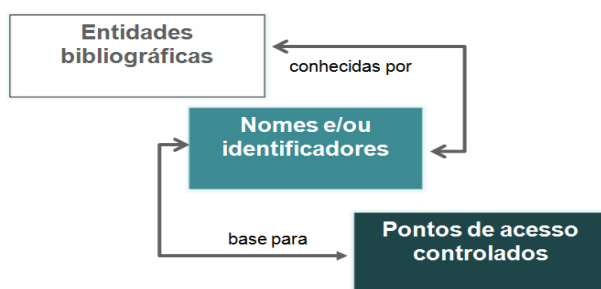 Entidades
bibliográficas
conhecidas por
Nomes e/ou
identificadores
base para
Pontos de acesso
controlados